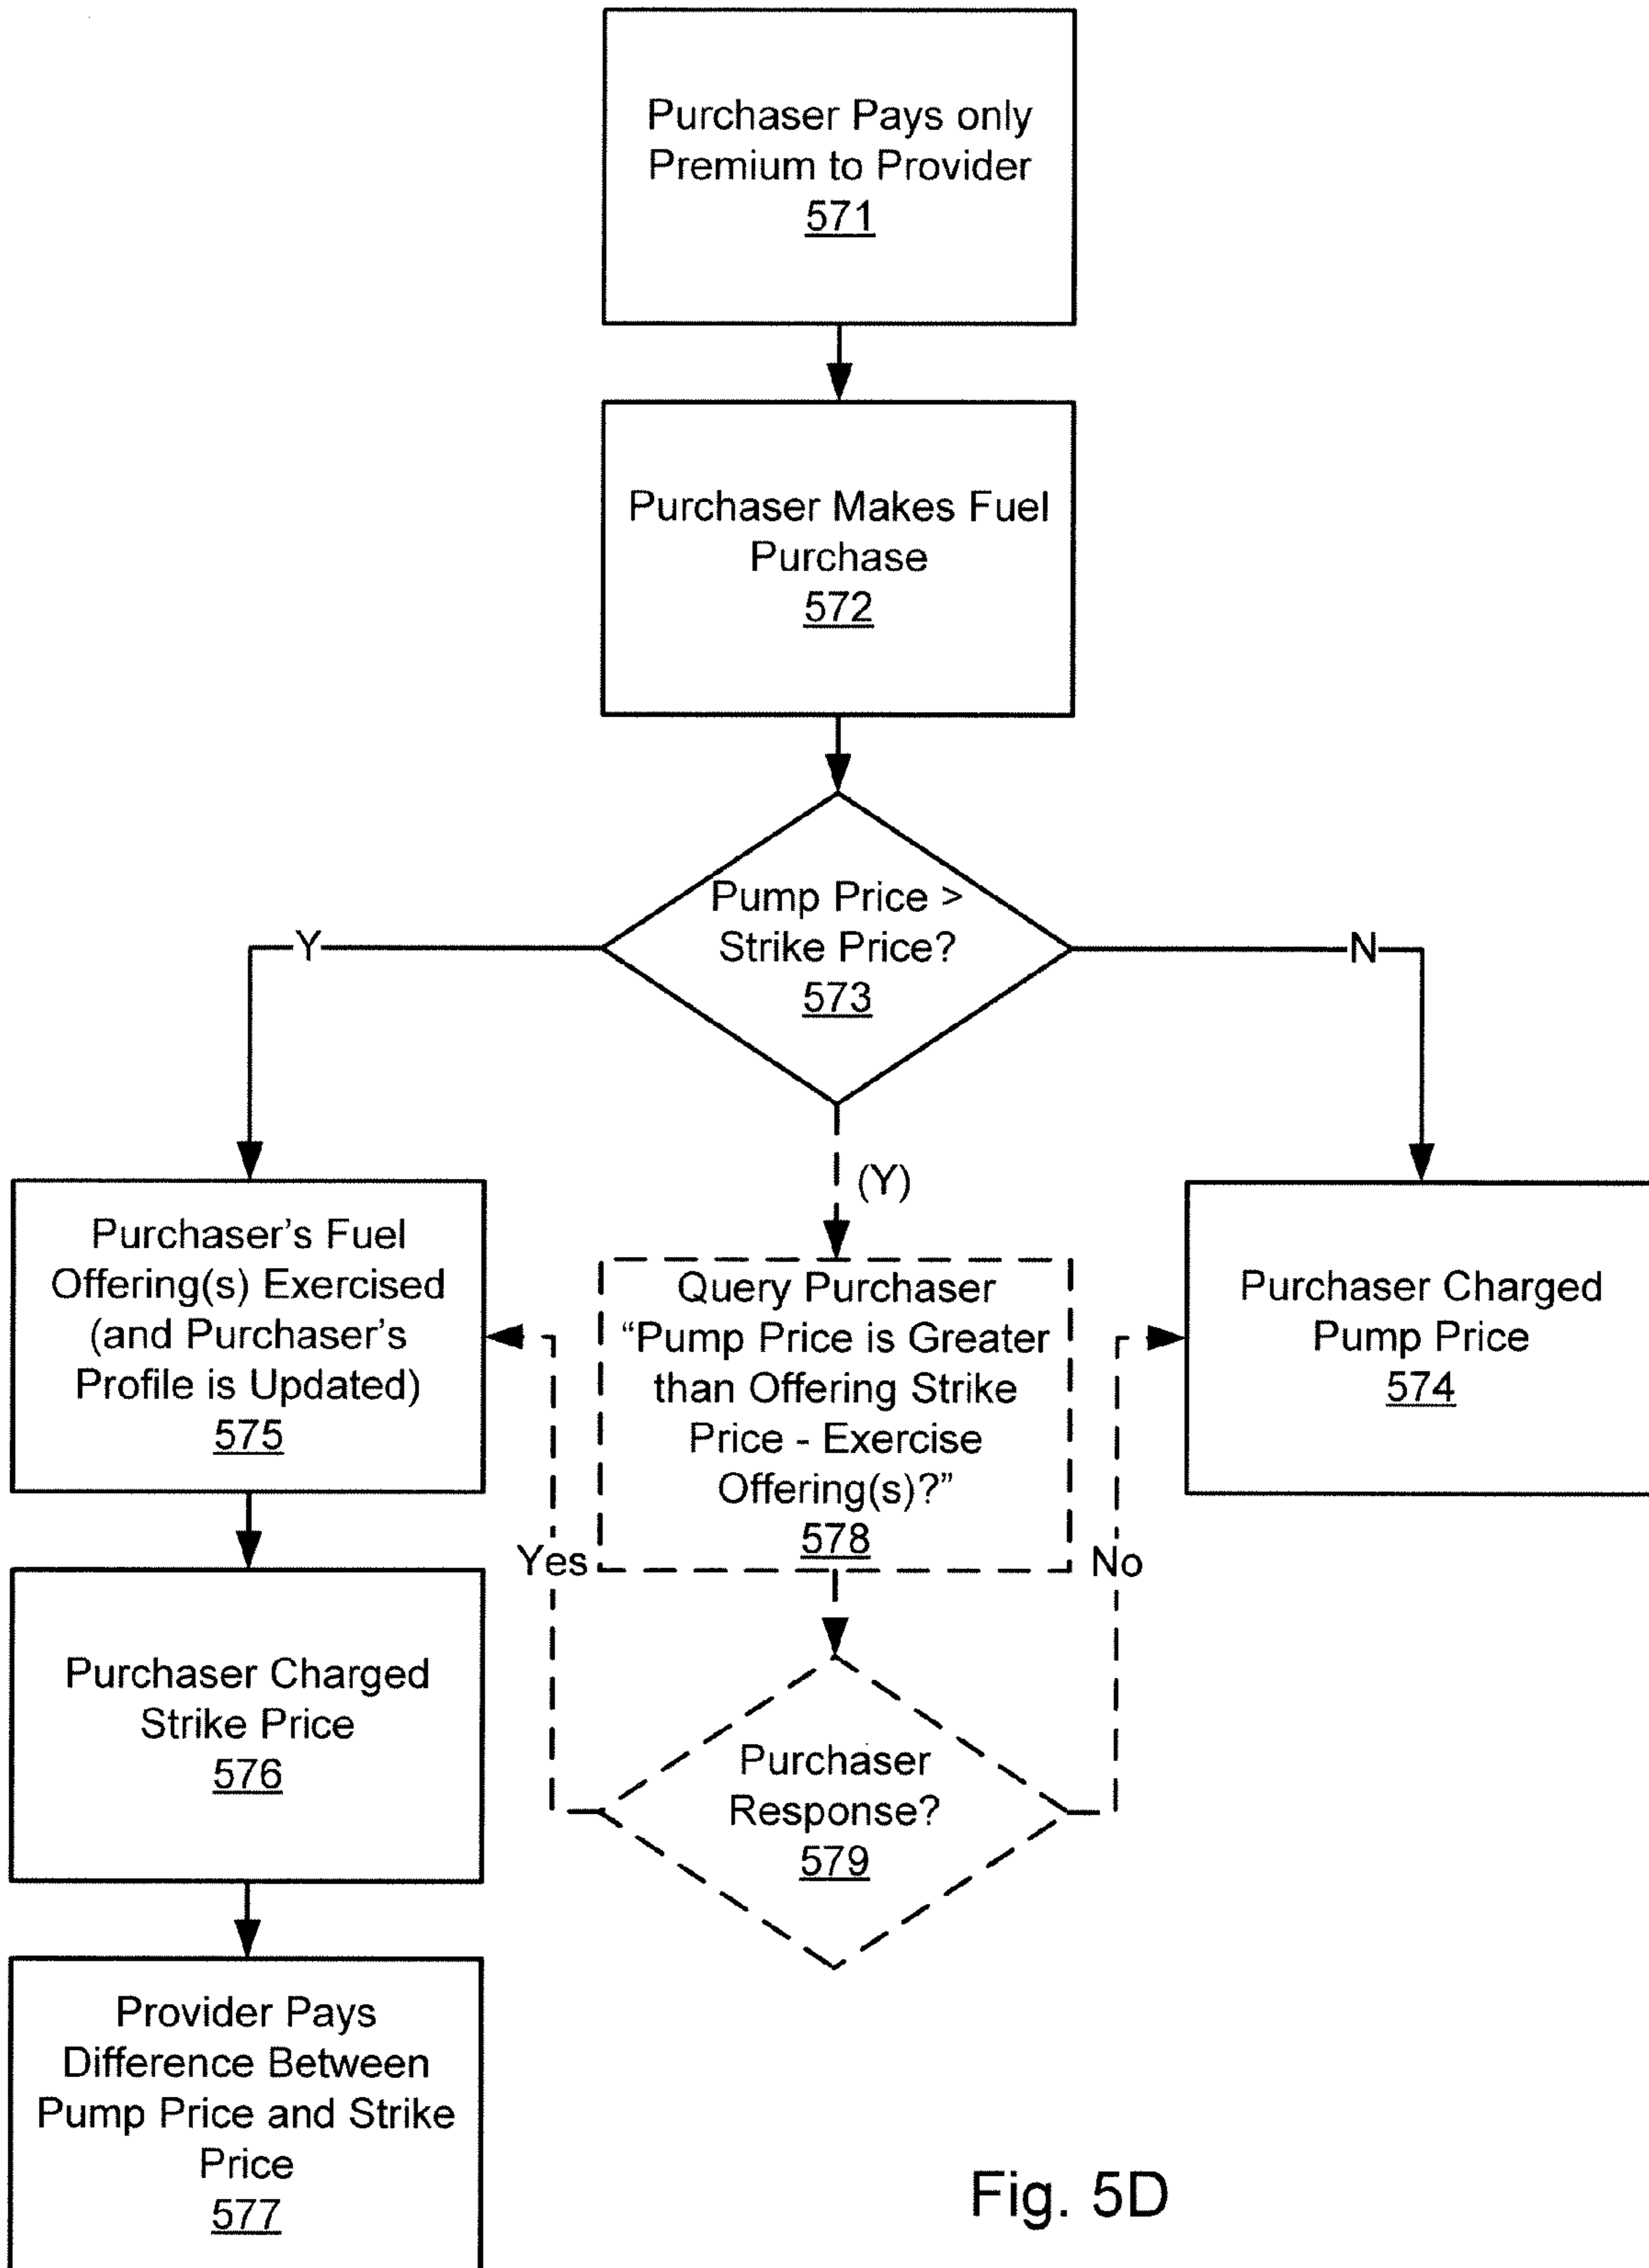 Purchaser Pays only
Premium to Provider
571
Purchaser Makes Fuel
Purchase
572
Pump Price >
Strike Price?
573
Y
N
(Y)
Purchaser's Fuel
Offering(s) Exercised
(and Purchaser's
Profile is Updated)
575
Query Purchaser
“Pump Price is Greater
than Offering Strike
Price - Exercise
Offering(s)?”
578
Purchaser Charged
Pump Price
574
Yes
No
Purchaser Charged
Strike Price
576
Purchaser
Response?
579
Provider Pays
Difference Between
Pump Price and Strike
Price
577
Fig. 5D